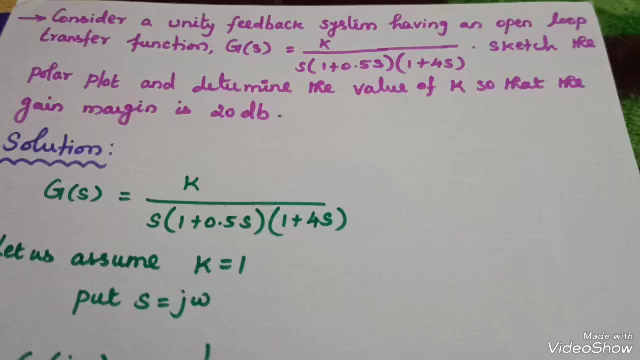 → Consider a unity feedback system having an open loop
transfer function, G(s) = K / s(1+0.5s)(1+4s) . sketch the
polar plot and determine the value of K so that the
gain margin is 20 db.
Solution:
G(s) = K / s(1+0.5s)(1+4s)
Let us assume K = 1
put s = jω
Made with
VideoShow